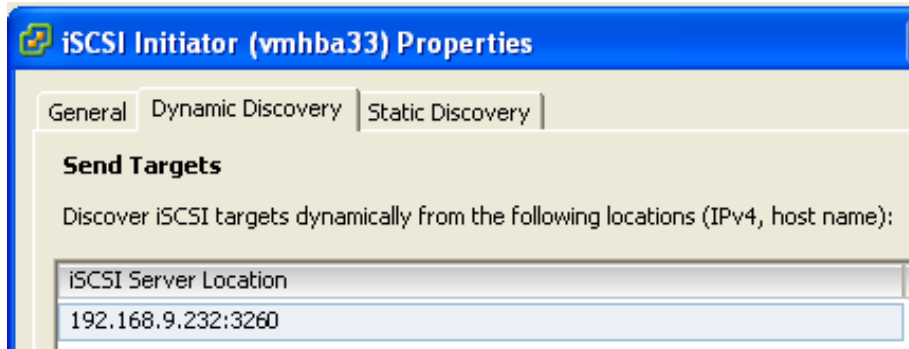 iSCSI Initiator (vmhba33) Properties
General Dynamic Discovery Static Discovery
Send Targets
Discover iSCSI targets dynamically from the following locations (IPv4, host name):
iSCSI Server Location
192.168.9.232:3260